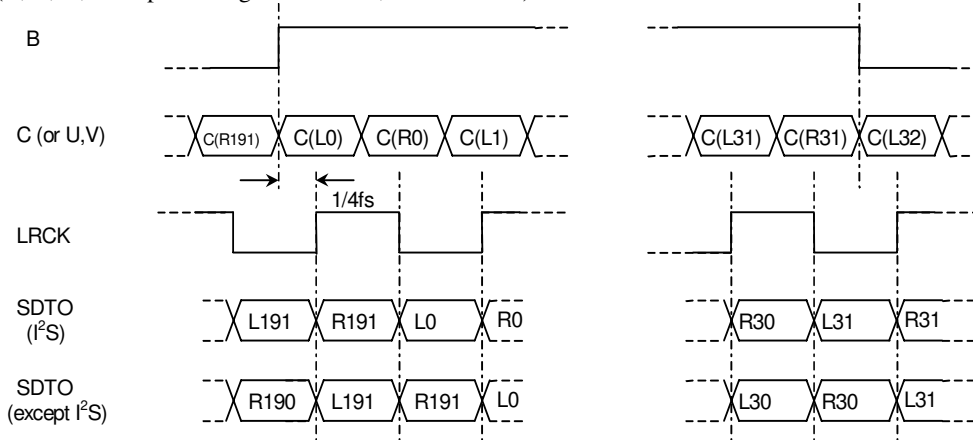 B
C (or U,V)
C(R191) C(L0) C(R0) C(L1) C(L31) C(R31) C(L32)
1/4fs
LRCK
SDTO
(I²S)
L191 R191 L0 R0 R30 L31 R31
SDTO
(except I²S)
R190 L191 R191 L0 L30 R30 L31